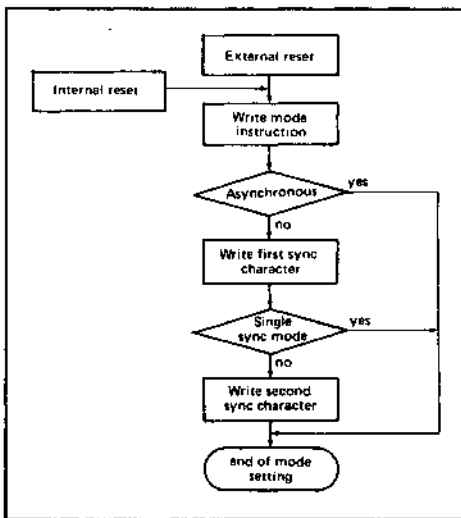 External reset
Internal reset
Write mode
instruction
Asynchronous
yes
no
Write first sync
character
Single
sync mode
yes
no
Write second
sync character
end of mode
setting